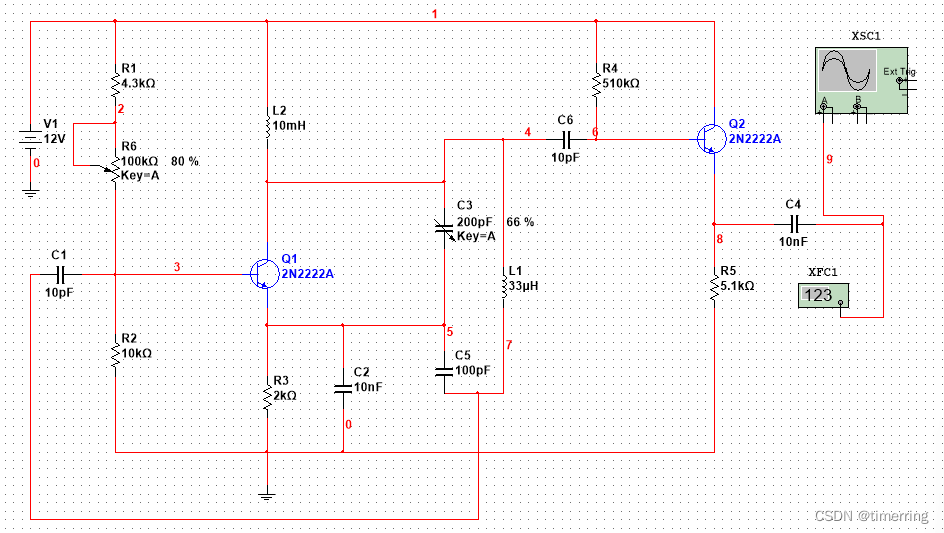 1
XSC1
Ext Trig
A
B
R1
4.3kΩ
R4
510kΩ
2
L2
10mH
V1
12V
0
Q2
2N2222A
C6
4
6
10pF
R6
100kΩ
80 %
Key=A
9
C3
200pF
66 %
Key=A
C4
10nF
8
C1
10pF
3
Q1
2N2222A
L1
33µH
R5
5.1kΩ
XFC1
123
5
R2
10kΩ
7
C5
100pF
R3
2kΩ
C2
10nF
0
CSDN @timerring